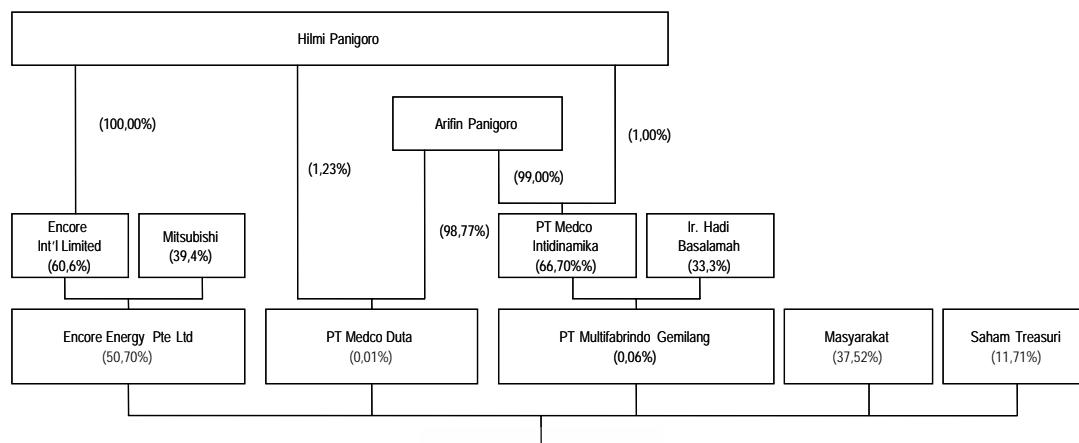 Hilmi Panigoro
Arifin Panigoro
(100,00%)
(1,00%)
(1,23%)
(99,00%)
(98,77%)
Encore
Int'l Limited
(60,6%)
Mitsubishi
(39,4%)
PT Medco
Intidinamika
(66,70%%)
Ir. Hadi
Basalamah
(33,3%)
Encore Energy Pte Ltd
(50,70%)
PT Medco Duta
(0,01%)
PT Multifabrindo Gemilang
(0,06%)
Masyarakat
(37,52%)
Saham Treasuri
(11,71%)